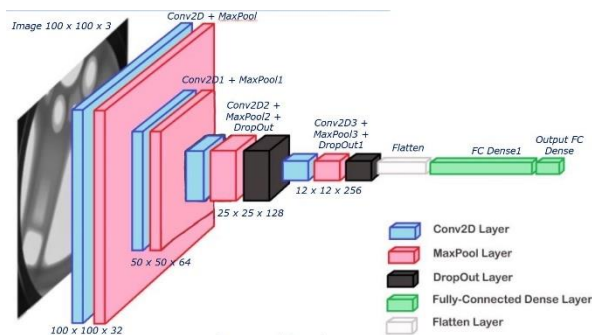 Image 100 x 100 x 3
Conv2D + MaxPool
Conv2D1 + MaxPool1
Conv2D2 +
MaxPool2 +
DropOut
Conv2D3 +
MaxPool3 +
DropOut1
Flatten
FC Dense1
Output FC
Dense
12 x 12 x 256
25 x 25 x 128
50 x 50 x 64
100 x 100 x 32
Conv2D Layer
MaxPool Layer
DropOut Layer
Fully-Connected Dense Layer
Flatten Layer